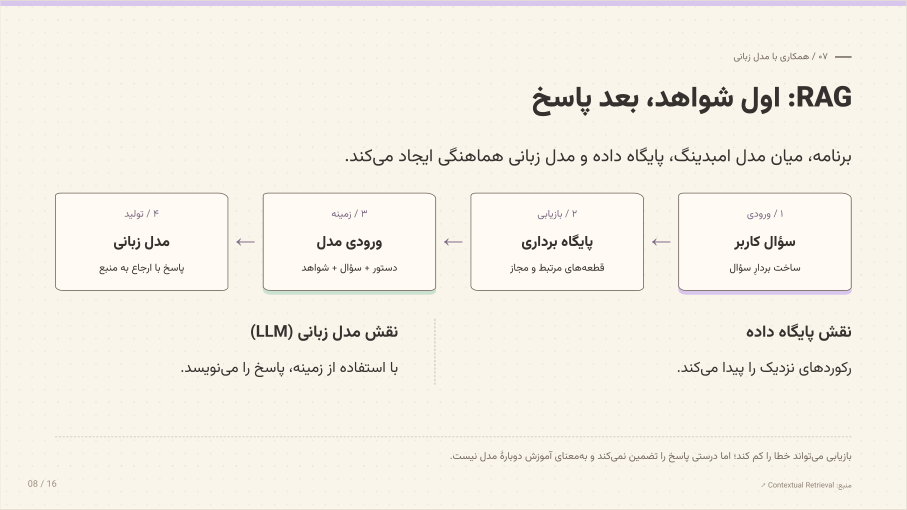 ۰۷ / همکاری با مدل زبانی
RAG: اول شواهد، بعد پاسخ
برنامه، میان مدل امبدینگ، پایگاه داده و مدل زبانی هماهنگی ایجاد می‌کند.
۱ / ورودی
سؤال کاربر
ساخت بردارِ سؤال
←
۲ / بازیابی
پایگاه برداری
قطعه‌های مرتبط و مجاز
←
۳ / زمینه
ورودی مدل
دستور + سؤال + شواهد
←
۴ / تولید
مدل زبانی
پاسخ با ارجاع به منبع
نقش پایگاه داده
رکوردهای نزدیک را پیدا می‌کند.
نقش مدل زبانی (LLM)
با استفاده از زمینه، پاسخ را می‌نویسد.
بازیابی می‌تواند خطا را کم کند؛ اما درستی پاسخ را تضمین نمی‌کند و به‌معنای آموزش دوبارهٔ مدل نیست.
منبع: Contextual Retrieval ↗
08 / 16